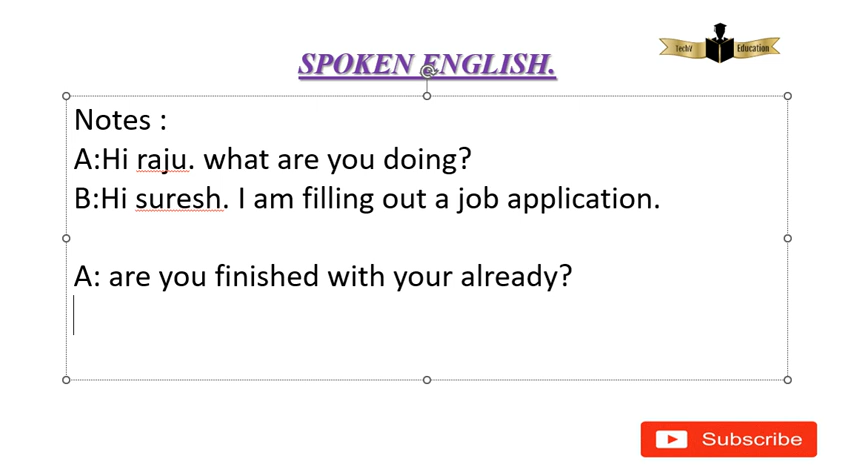 TechY Education
SPOKEN ENGLISH.
Notes :
A:Hi raju. what are you doing?
B:Hi suresh. I am filling out a job application.
A: are you finished with your already?
Subscribe